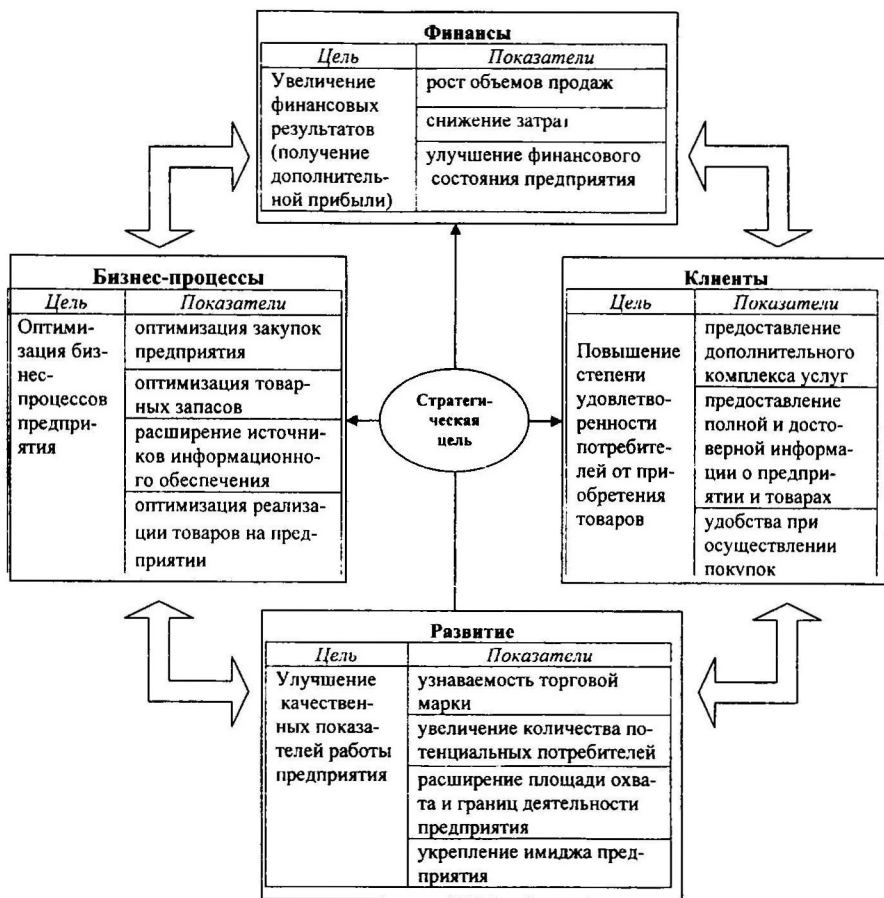 Финансы
Цель
Показатели
Увеличение
финансовых
результатов
(получение
дополнитель-
ной прибыли)
рост объемов продаж
снижение затрат
улучшение финансового
состояния предприятия
Бизнес-процессы
Цель
Показатели
Оптими-
зация биз-
нес-
процессов
предпри-
ятия
оптимизация закупок
предприятия
оптимизация товар-
ных запасов
расширение источни-
ков информационно-
го обеспечения
оптимизация реализа-
ции товаров на пред-
приятии
Стратеги-
ческая
цель
Клиенты
Цель
Показатели
Повышение
степени
удовлетво-
ренности
потребите-
лей от при-
обретения
товаров
предоставление
дополнительного
комплекса услуг
предоставление
полной и досто-
верной информа-
ции о предпри-
ятии и товарах
удобства при
осуществлении
покупок
Развитие
Цель
Показатели
Улучшение
качествен-
ных показа-
телей работы
предприятия
узнаваемость торговой
марки
увеличение количества по-
тенциальных потребителей
расширение площади охва-
та и границ деятельности
предприятия
укрепление имиджа пред-
приятия